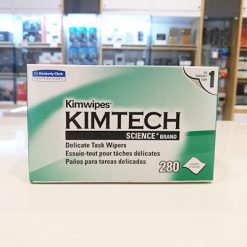 Kimberly-Clark
PROFESSIONAL
1
Kimwipes®
KIMTECH
SCIENCE* BRAND
Delicate Task Wipers
Essuie-tout pour tâches délicates
Paños para tareas delicadas
280